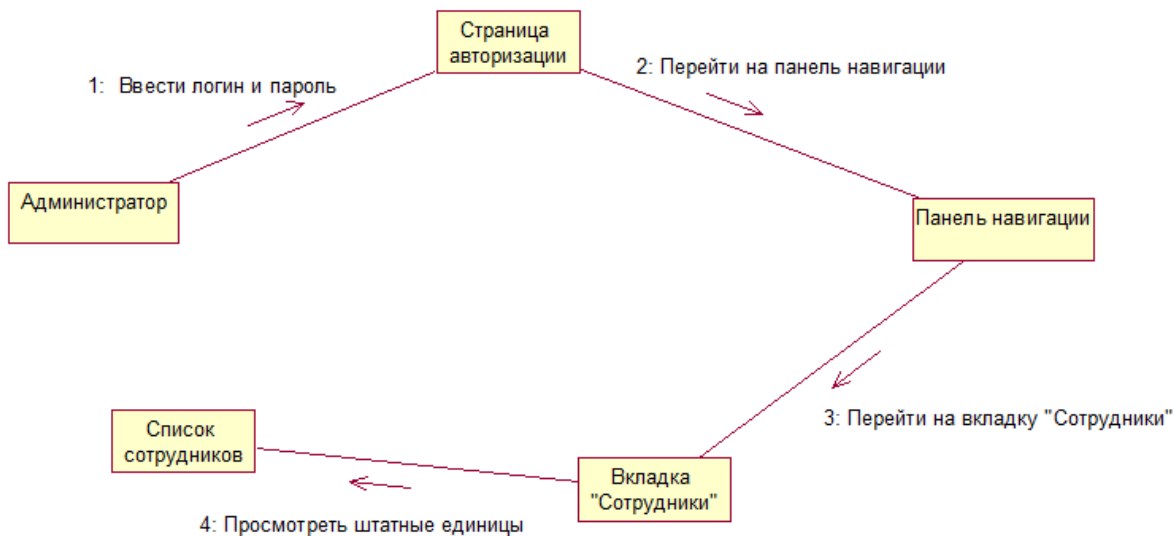 Страница
авторизации
1:  Ввести логин и пароль
2: Перейти на панель навигации
Администратор
Панель навигации
3: Перейти на вкладку "Сотрудники"
Список
сотрудников
Вкладка
"Сотрудники"
4: Просмотреть штатные единицы